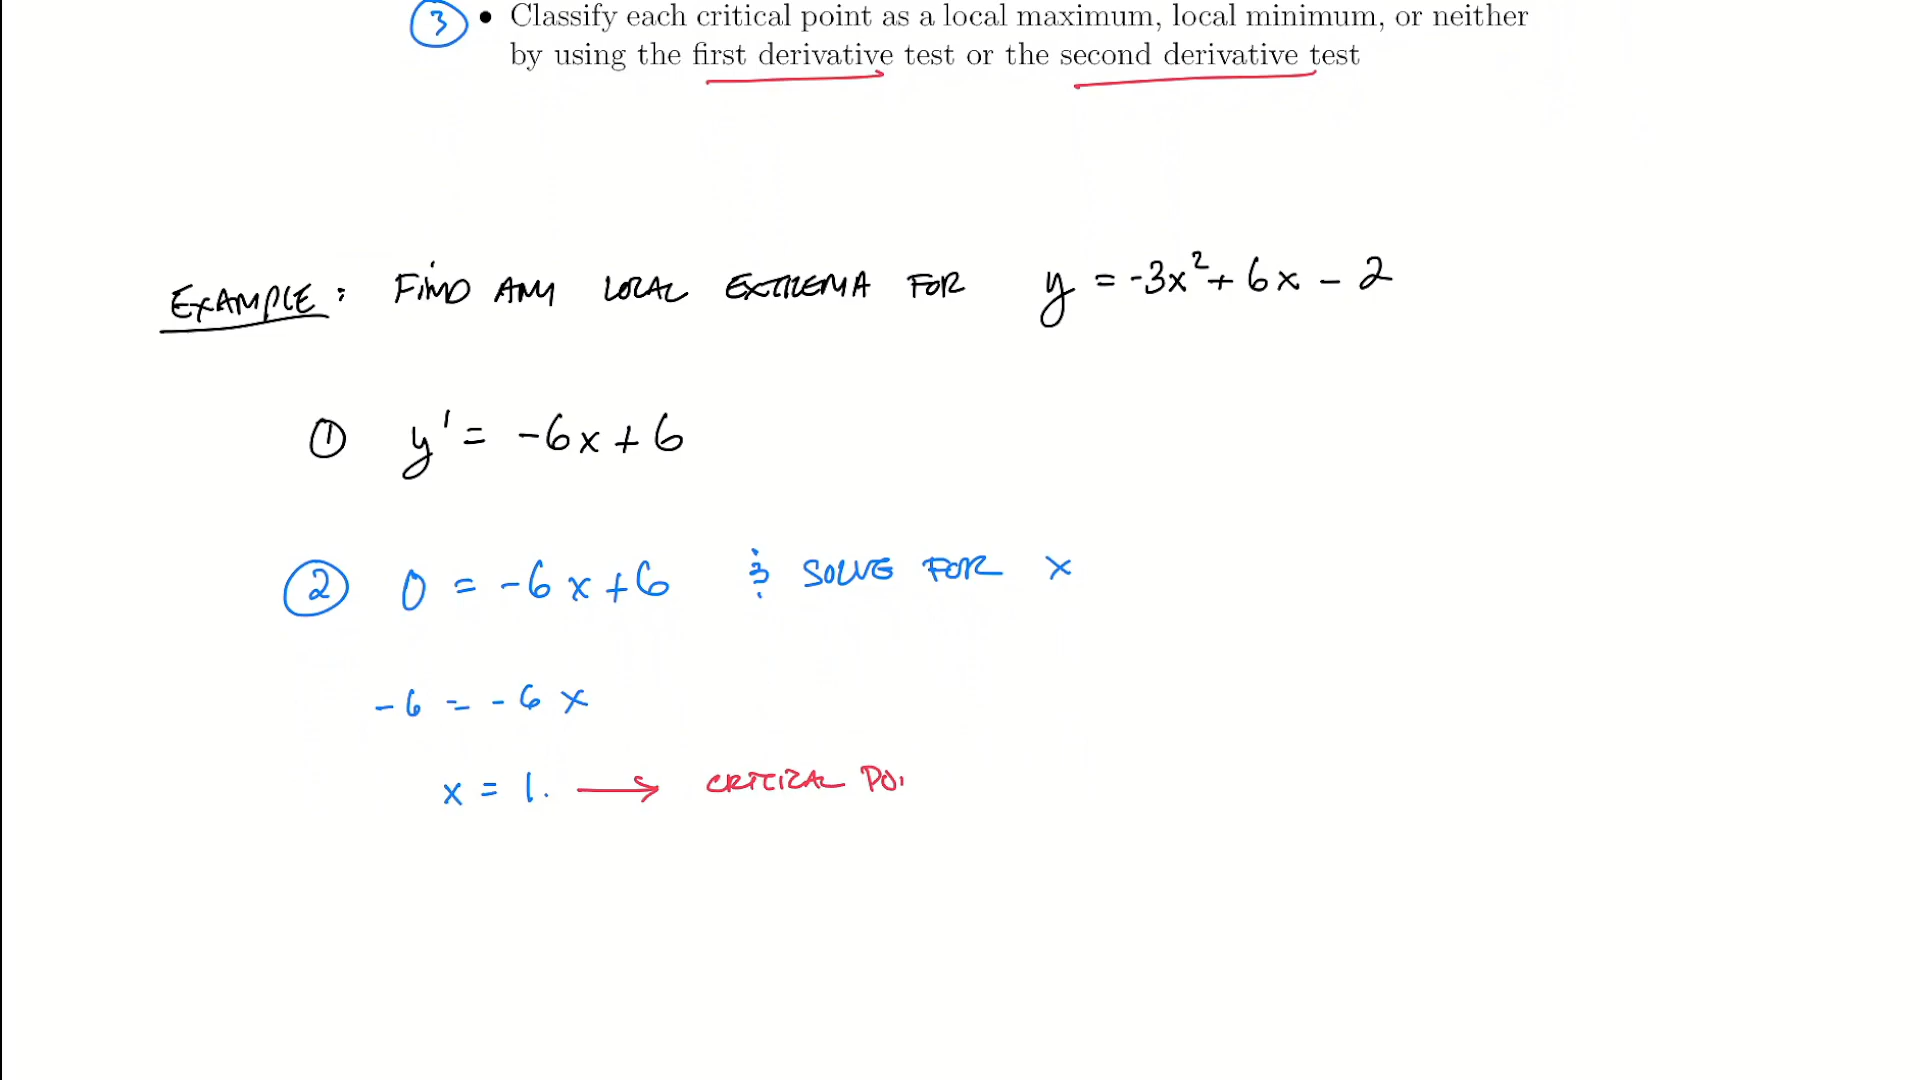 ③ • Classify each critical point as a local maximum, local minimum, or neither
by using the first derivative test or the second derivative test
EXAMPLE: FIND ANY LOCAL EXTREMA FOR y = -3x² + 6x - 2
① y' = -6x + 6
② 0 = -6x + 6 & SOLVE FOR x
-6 = -6x
x = 1. → CRITICAL POI